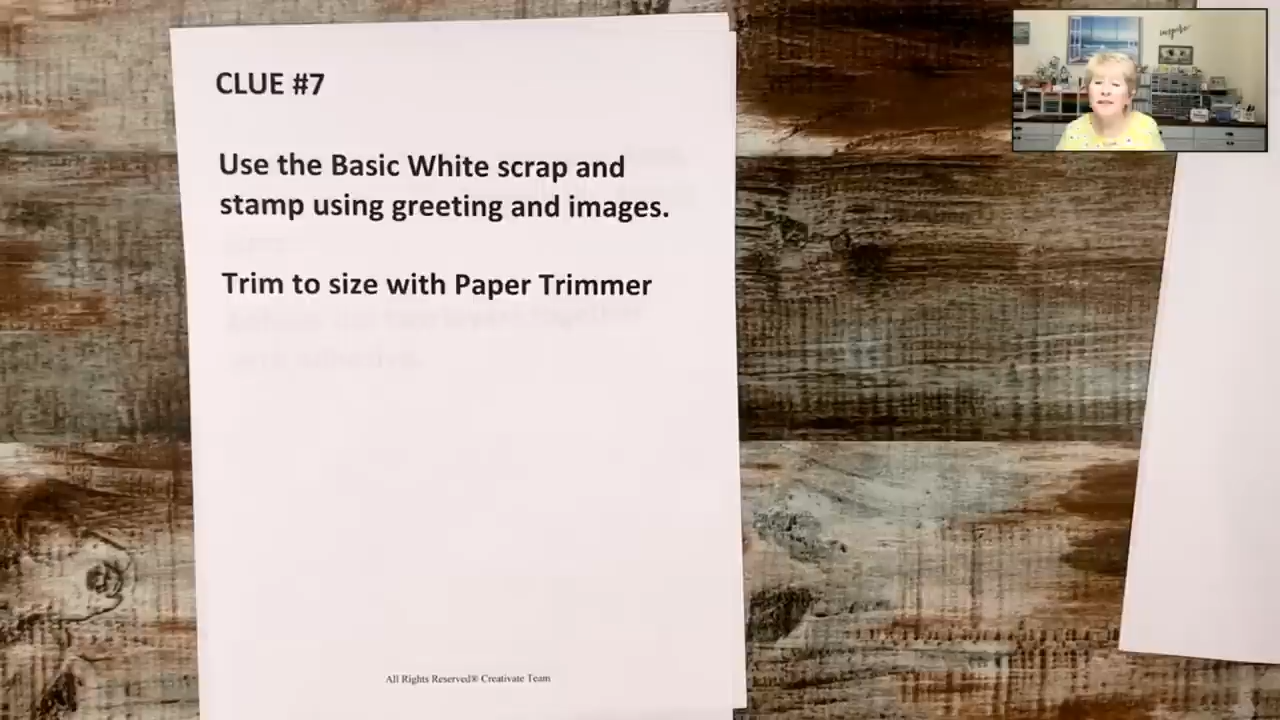 CLUE #7
Use the Basic White scrap and
stamp using greeting and images.
Trim to size with Paper Trimmer
All Rights Reserved® Creativate Team
inspire